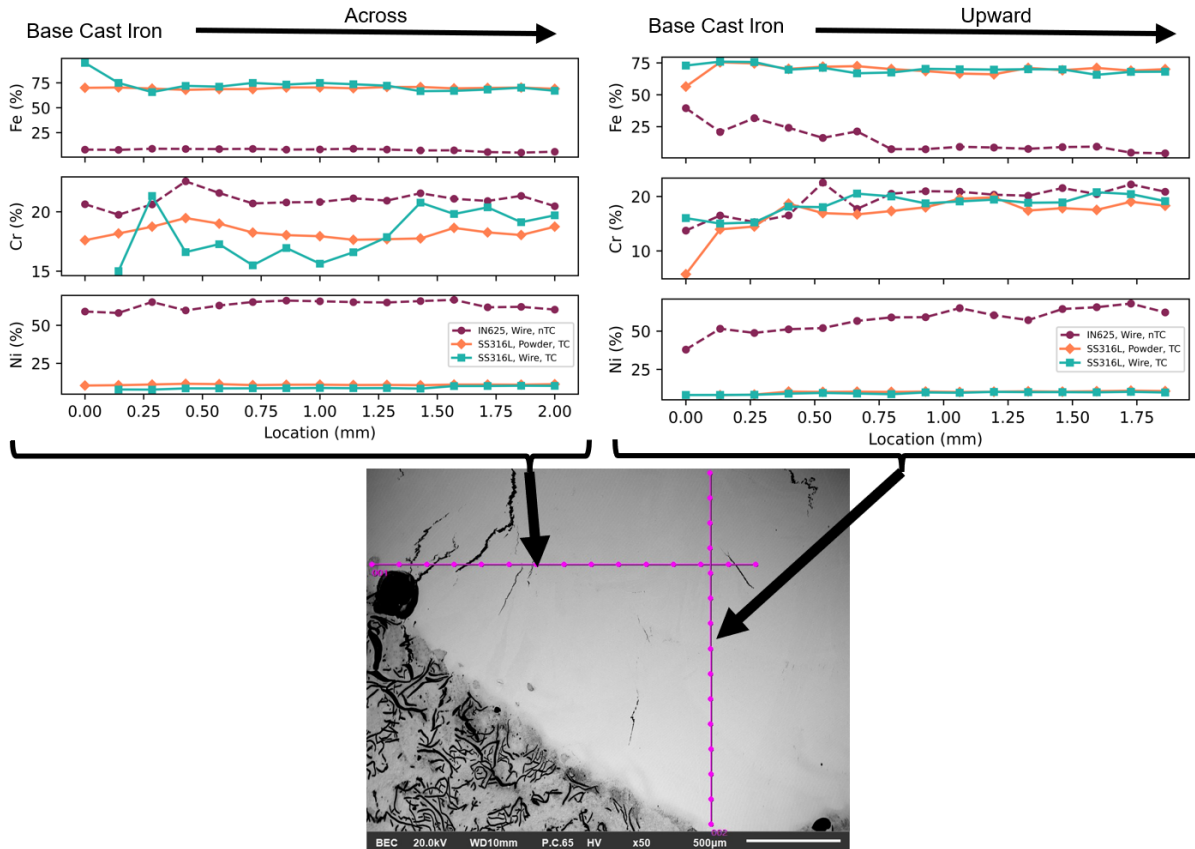 Base Cast Iron
Across
Base Cast Iron
Upward
Fe (%)
75
50
25
Cr (%)
20
15
Ni (%)
50
25
IN625, Wire, nTC
SS316L, Powder, TC
SS316L, Wire, TC
0.00 0.25 0.50 0.75 1.00 1.25 1.50 1.75 2.00
Location (mm)
Fe (%)
75
50
25
Cr (%)
20
10
Ni (%)
50
25
IN625, Wire, nTC
SS316L, Powder, TC
SS316L, Wire, TC
0.00 0.25 0.50 0.75 1.00 1.25 1.50 1.75
Location (mm)
001
BEC 20.0kV WD10mm P.C.65 HV x50 500µm